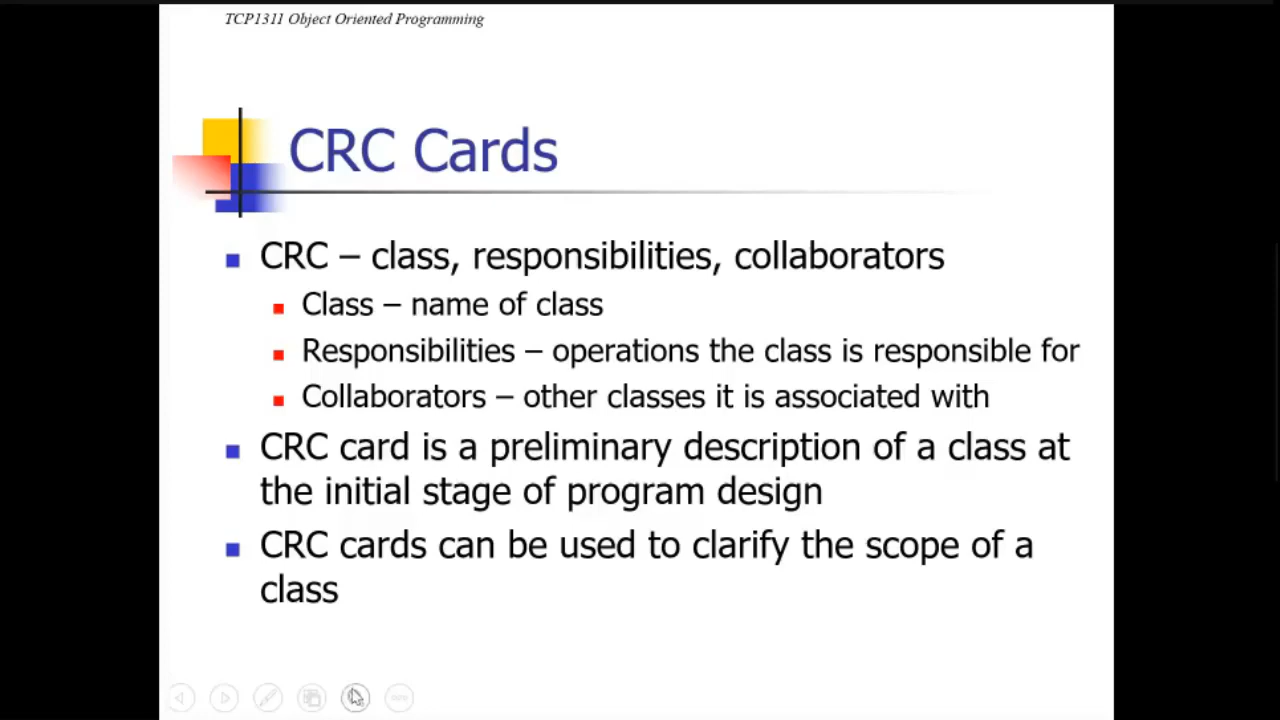 TCP1311 Object Oriented Programming
CRC Cards
CRC – class, responsibilities, collaborators
Class – name of class
Responsibilities – operations the class is responsible for
Collaborators – other classes it is associated with
CRC card is a preliminary description of a class at
the initial stage of program design
CRC cards can be used to clarify the scope of a
class